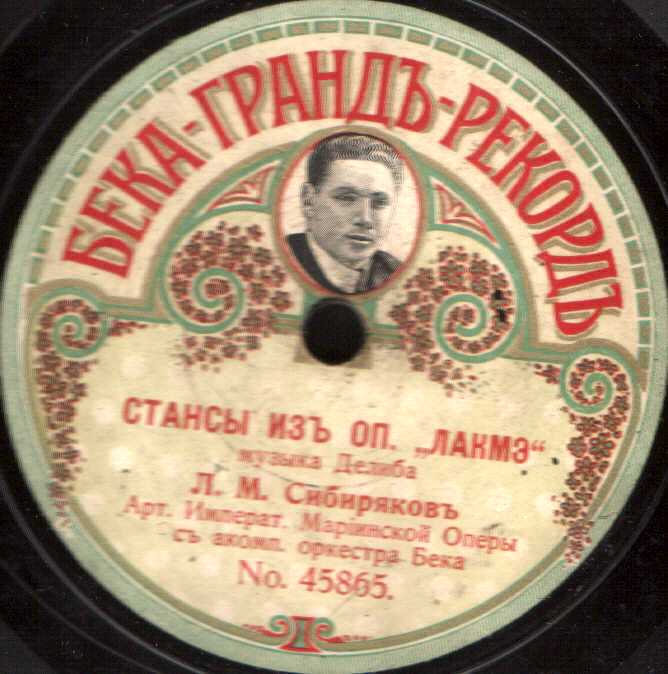 БЕКА-ГРАНДЪ-РЕКОРДЪ
СТАНСЫ ИЗЪ ОП. „ЛАКМЭ“
музыка Делиба
Л. М. Сибиряковъ
Арт. Императ. Маріинской Оперы
съ акомп. оркестра Бека
No. 45865.